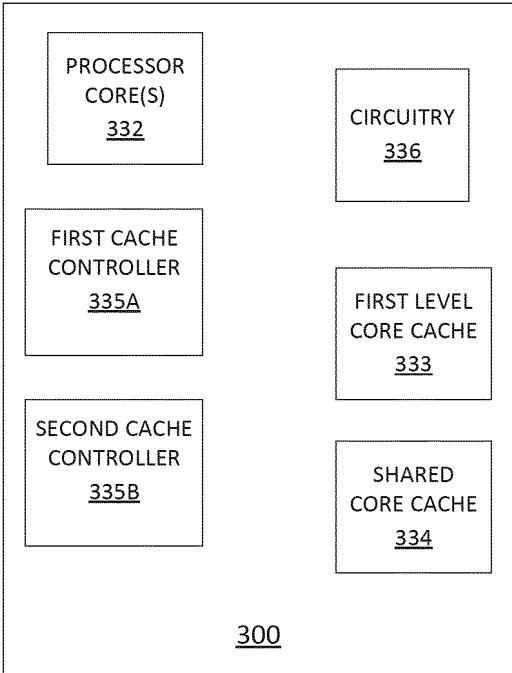 PROCESSOR
CORE(S)
332
CIRCUITRY
336
FIRST CACHE
CONTROLLER
335A
FIRST LEVEL
CORE CACHE
333
SECOND CACHE
CONTROLLER
335B
SHARED
CORE CACHE
334
300